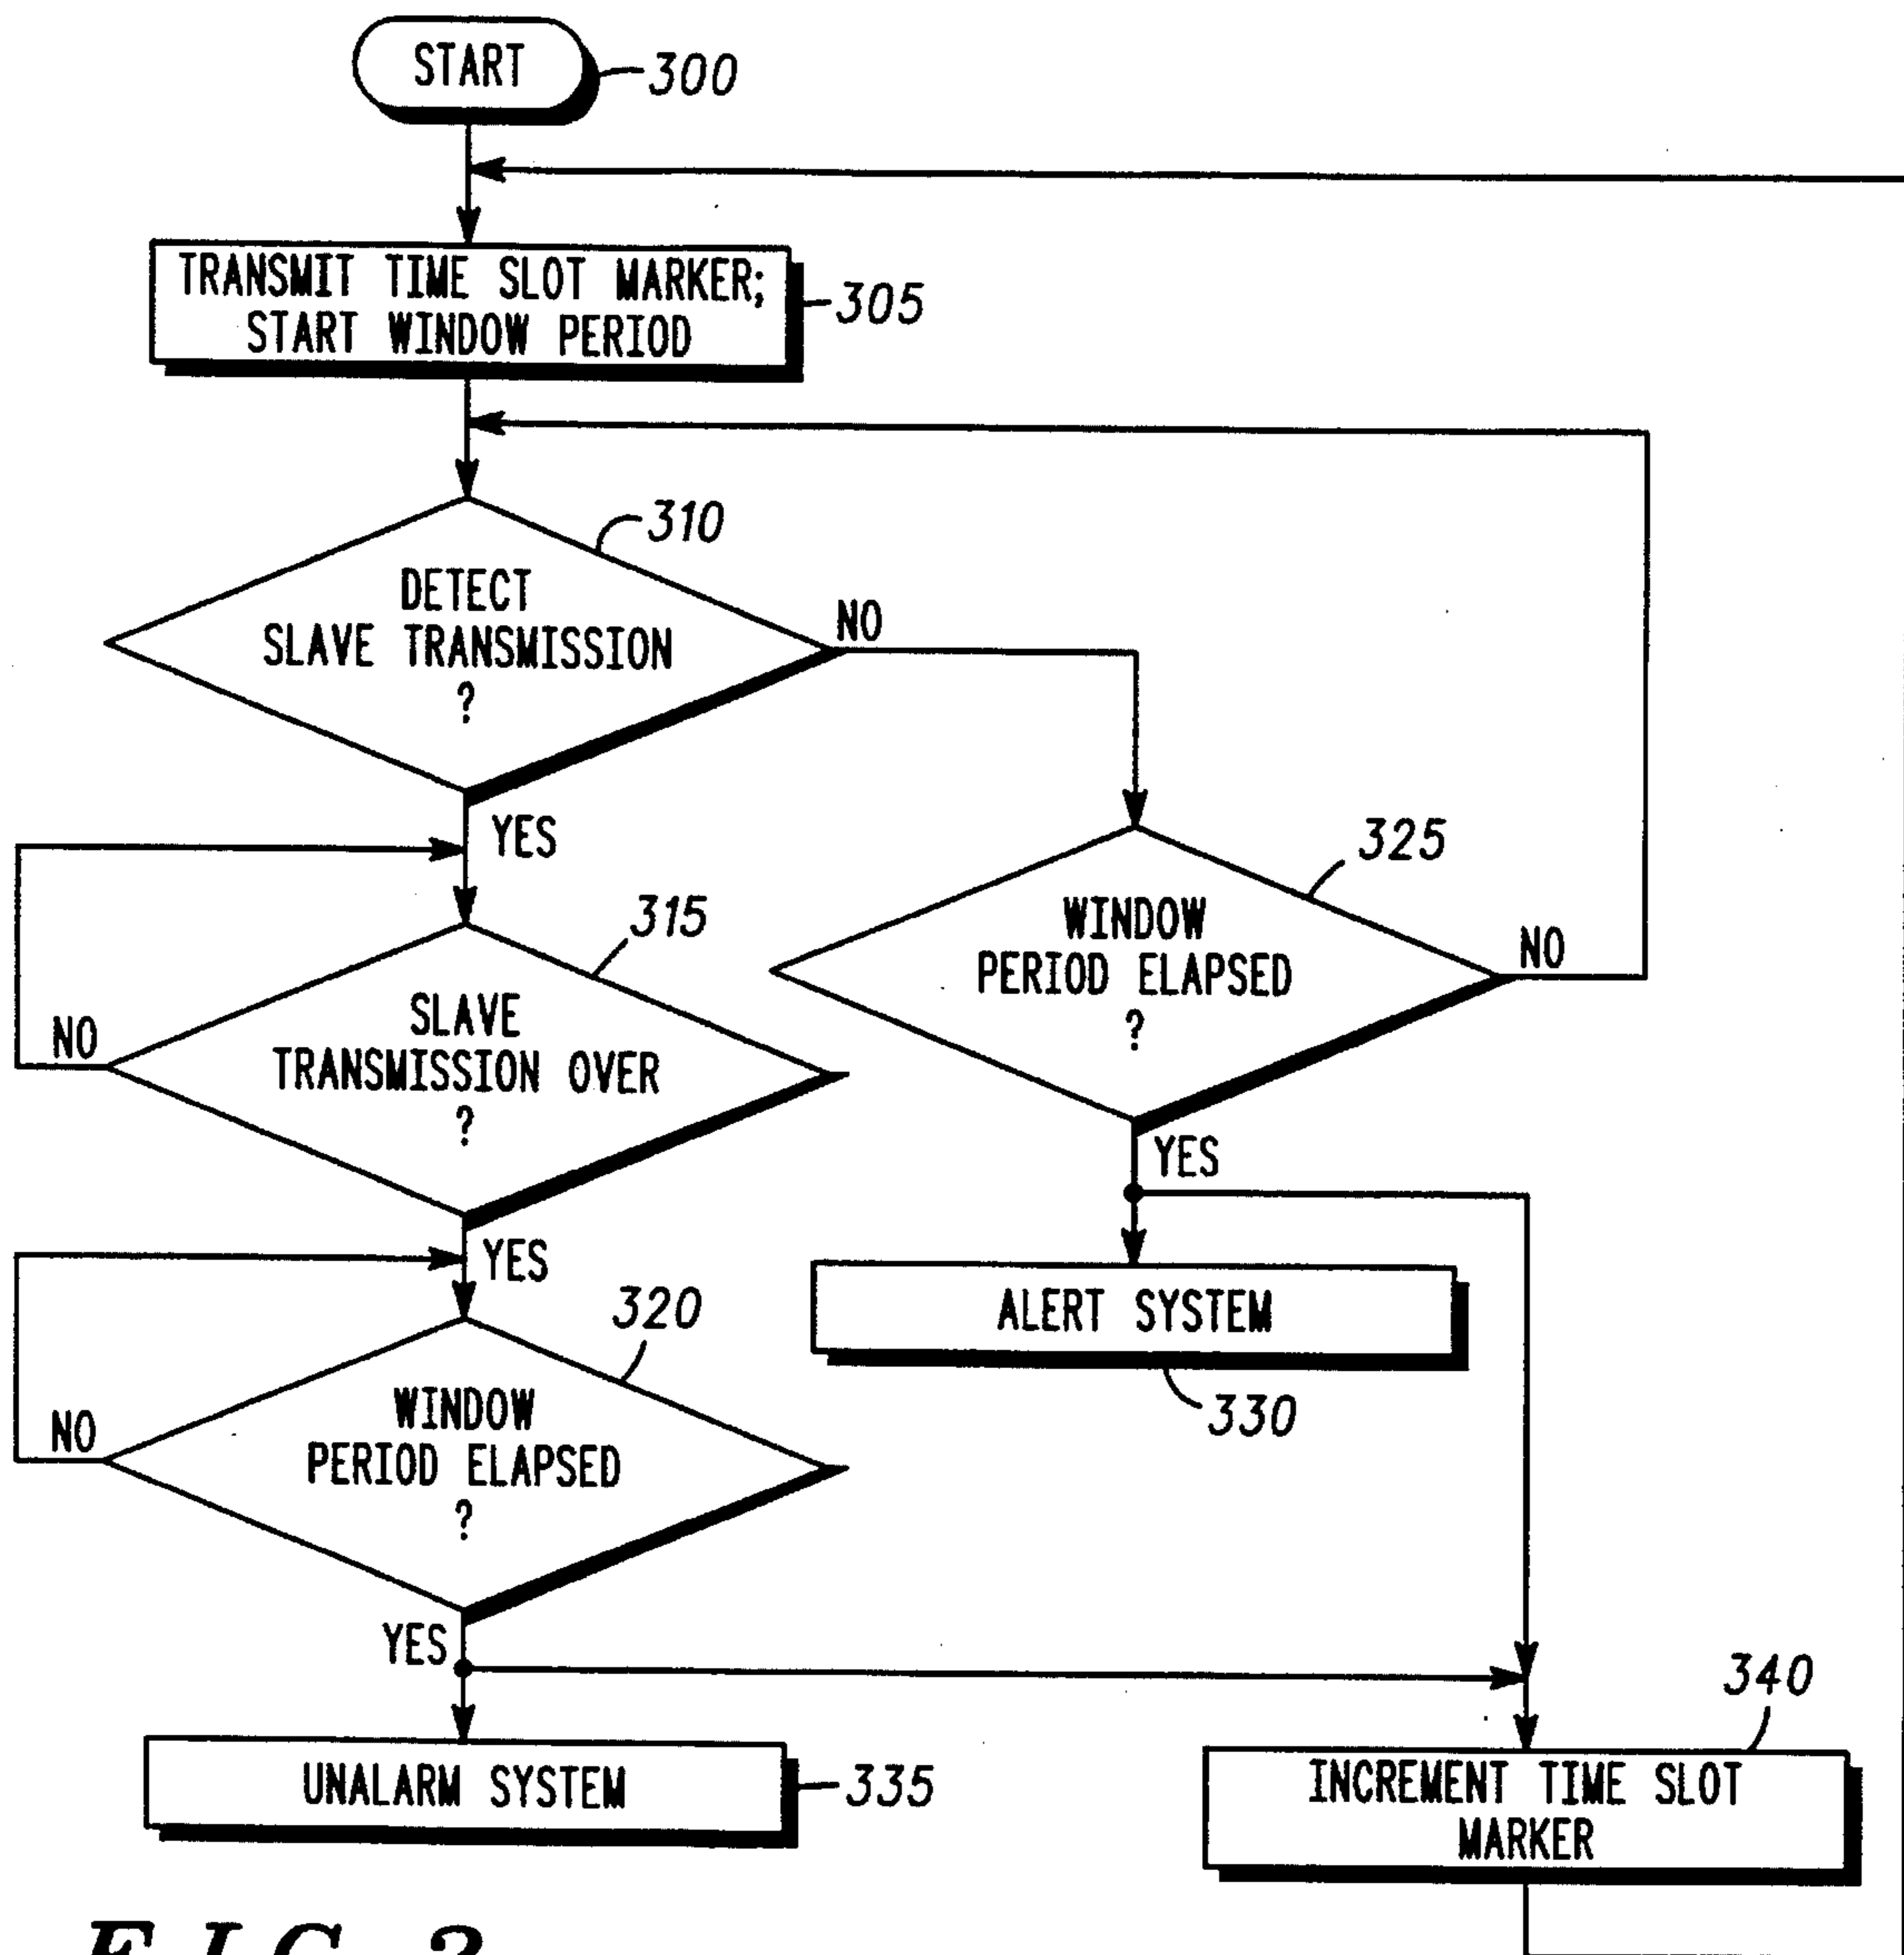 START
300
TRANSMIT TIME SLOT MARKER;
START WINDOW PERIOD
305
310
DETECT
SLAVE TRANSMISSION
?
NO
YES
325
WINDOW
PERIOD ELAPSED
?
NO
YES
315
SLAVE
TRANSMISSION OVER
?
NO
YES
ALERT SYSTEM
330
320
WINDOW
PERIOD ELAPSED
?
NO
YES
UNALARM SYSTEM
335
340
INCREMENT TIME SLOT
MARKER